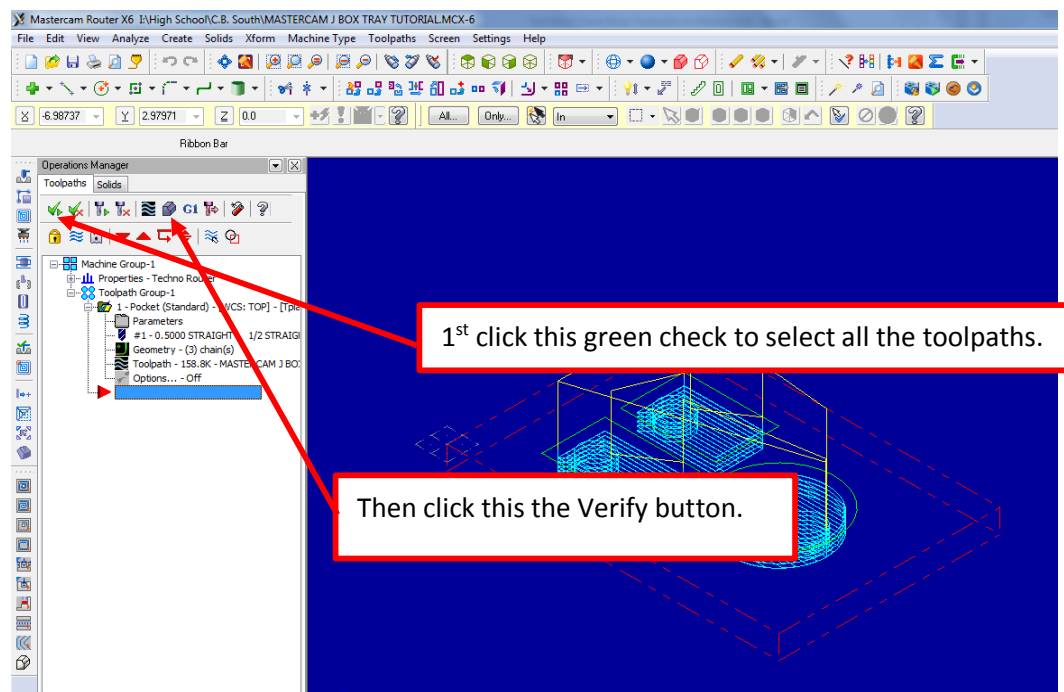 Mastercam Router X6 I:\High School\C.B. South\MASTERCAM J BOX TRAY TUTORIAL.MCX-6
File Edit View Analyze Create Solids Xform Machine Type Toolpaths Screen Settings Help
X -6.98737 Y 2.97971 Z 0.0 All... Only... In
Ribbon Bar
Operations Manager
Toolpaths Solids
G1
Machine Group-1
Properties - Techno Router
Toolpath Group-1
1 - Pocket (Standard) - [WCS: TOP] - [Tpla
Parameters
#1 - 0.5000 STRAIGHT - 1/2 STRAIG
Geometry - (3) chain(s)
Toolpath - 158.8K - MASTERCAM J BO
Options... - Off
1st click this green check to select all the toolpaths.
Then click this the Verify button.